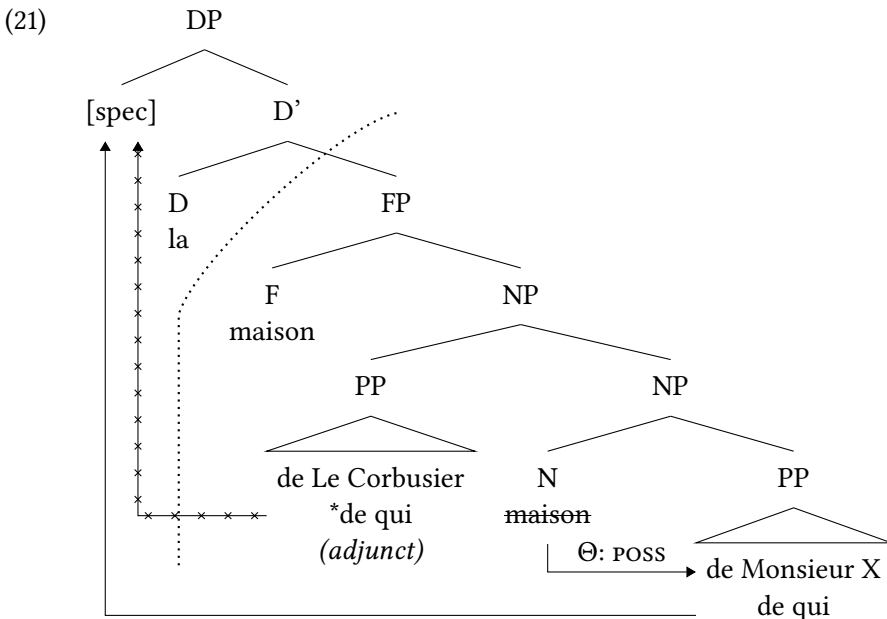 (21) DP
[spec] D’
D FP
la
F NP
maison
PP NP
de Le Corbusier N PP
*de qui maison
(adjunct) Θ: POSS de Monsieur X
de qui